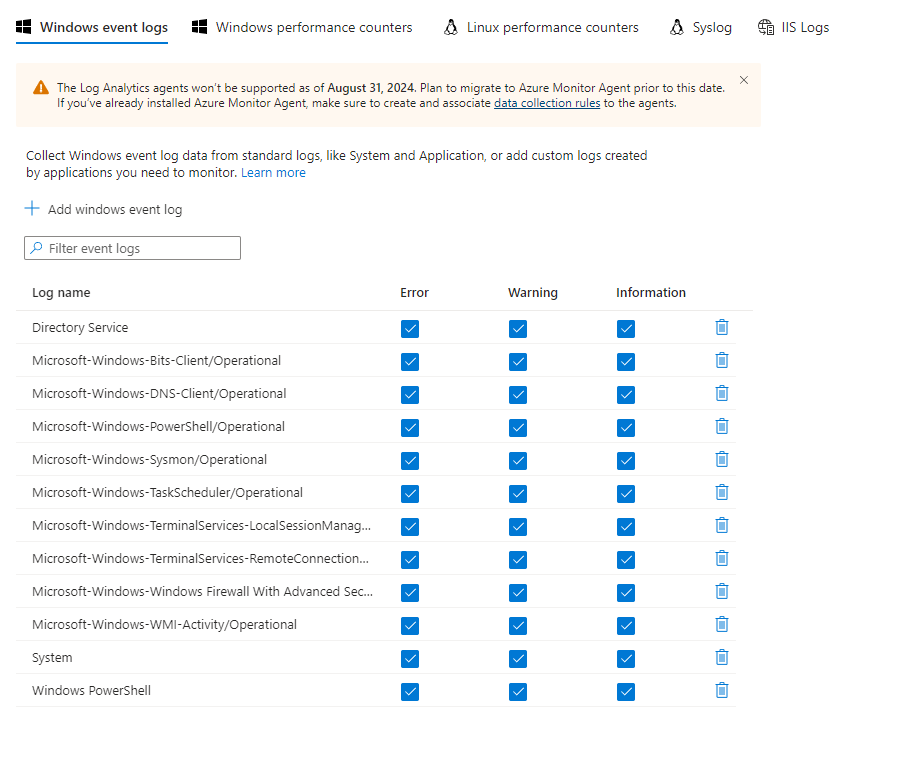 Windows event logs Windows performance counters Linux performance counters Syslog IIS Logs
The Log Analytics agents won't be supported as of August 31, 2024. Plan to migrate to Azure Monitor Agent prior to this date.
If you've already installed Azure Monitor Agent, make sure to create and associate data collection rules to the agents.
Collect Windows event log data from standard logs, like System and Application, or add custom logs created
by applications you need to monitor. Learn more
Add windows event log
Filter event logs
Log name Error Warning Information
Directory Service
Microsoft-Windows-Bits-Client/Operational
Microsoft-Windows-DNS-Client/Operational
Microsoft-Windows-PowerShell/Operational
Microsoft-Windows-Sysmon/Operational
Microsoft-Windows-TaskScheduler/Operational
Microsoft-Windows-TerminalServices-LocalSessionManag...
Microsoft-Windows-TerminalServices-RemoteConnection...
Microsoft-Windows-Windows Firewall With Advanced Sec...
Microsoft-Windows-WMI-Activity/Operational
System
Windows PowerShell